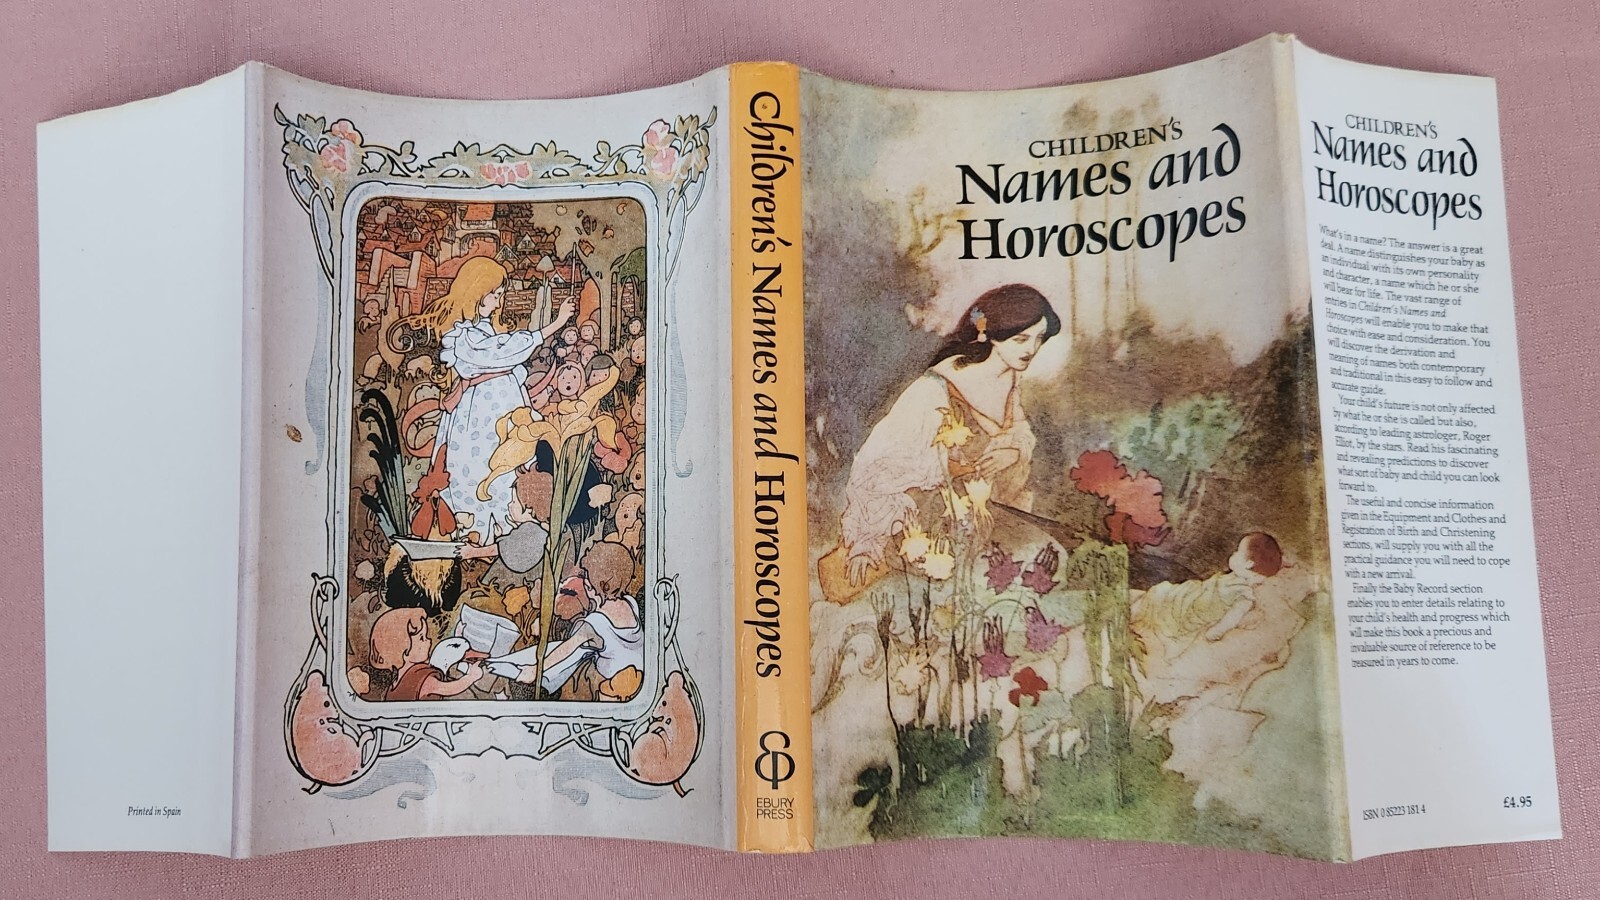 Printed in Spain
Children's Names and Horoscopes
EBURY
PRESS
CHILDREN'S
Names and
Horoscopes
CHILDREN'S
Names and
Horoscopes
What's in a name? The answer is a great
deal. A name distinguishes your baby as
an individual with its own personality
and character, a name which he or she
will bear for life. The vast range of
entries in Children's Names and
Horoscopes will enable you to make that
choice with ease and consideration. You
will discover the derivation and
meaning of names both contemporary
and traditional in this easy to follow and
accurate guide.
Your child's future is not only affected
by what he or she is called but also,
according to leading astrologer, Roger
Elliot, by the stars. Read his fascinating
and revealing predictions to discover
what sort of baby and child you can look
forward to.
The useful and concise information
given in the Equipment and Clothes and
Registration of Birth and Christening
sections, will supply you with all the
practical guidance you will need to cope
with a new arrival.
Finally the Baby Record section
enables you to enter details relating to
your child's health and progress which
will make this book a precious and
invaluable source of reference to be
treasured in years to come.
ISBN 0 85223 181 4
£4.95